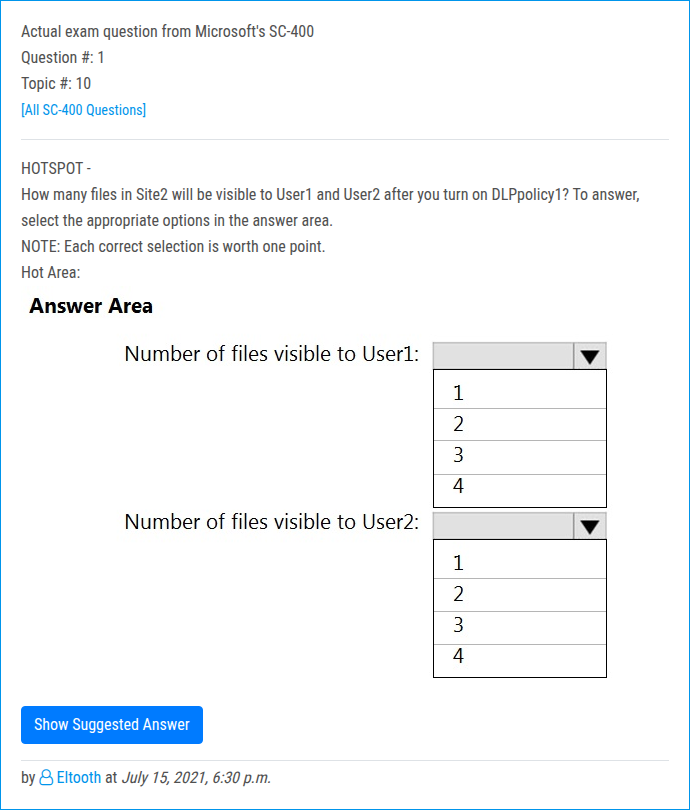 Actual exam question from Microsoft's SC-400
Question #: 1
Topic #: 10
[All SC-400 Questions]
HOTSPOT -
How many files in Site2 will be visible to User1 and User2 after you turn on DLPpolicy1? To answer,
select the appropriate options in the answer area.
NOTE: Each correct selection is worth one point.
Hot Area:
Answer Area
Number of files visible to User1:
1
2
3
4
Number of files visible to User2:
1
2
3
4
Show Suggested Answer
by Eltooth at July 15, 2021, 6:30 p.m.